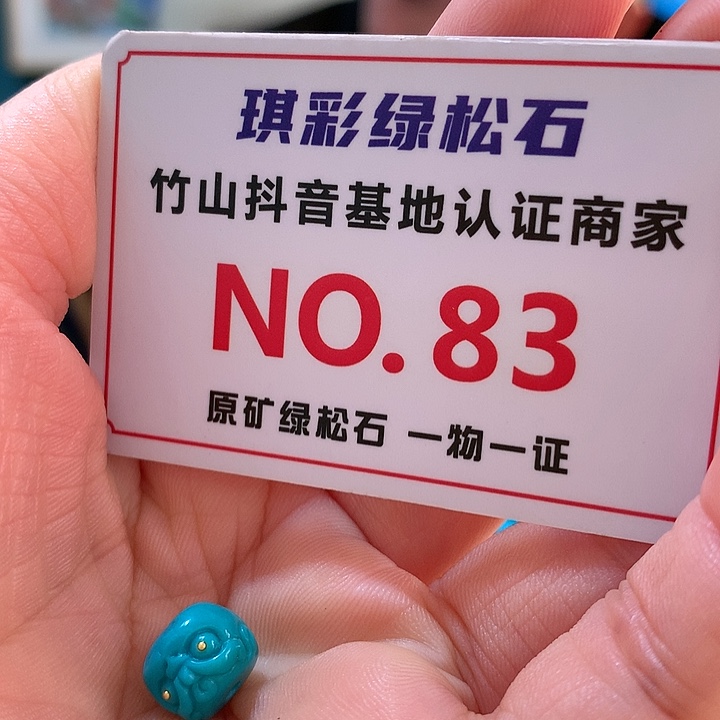 琪彩绿松石
竹山抖音基地认证商家
NO.83
原矿绿松石 一物一证